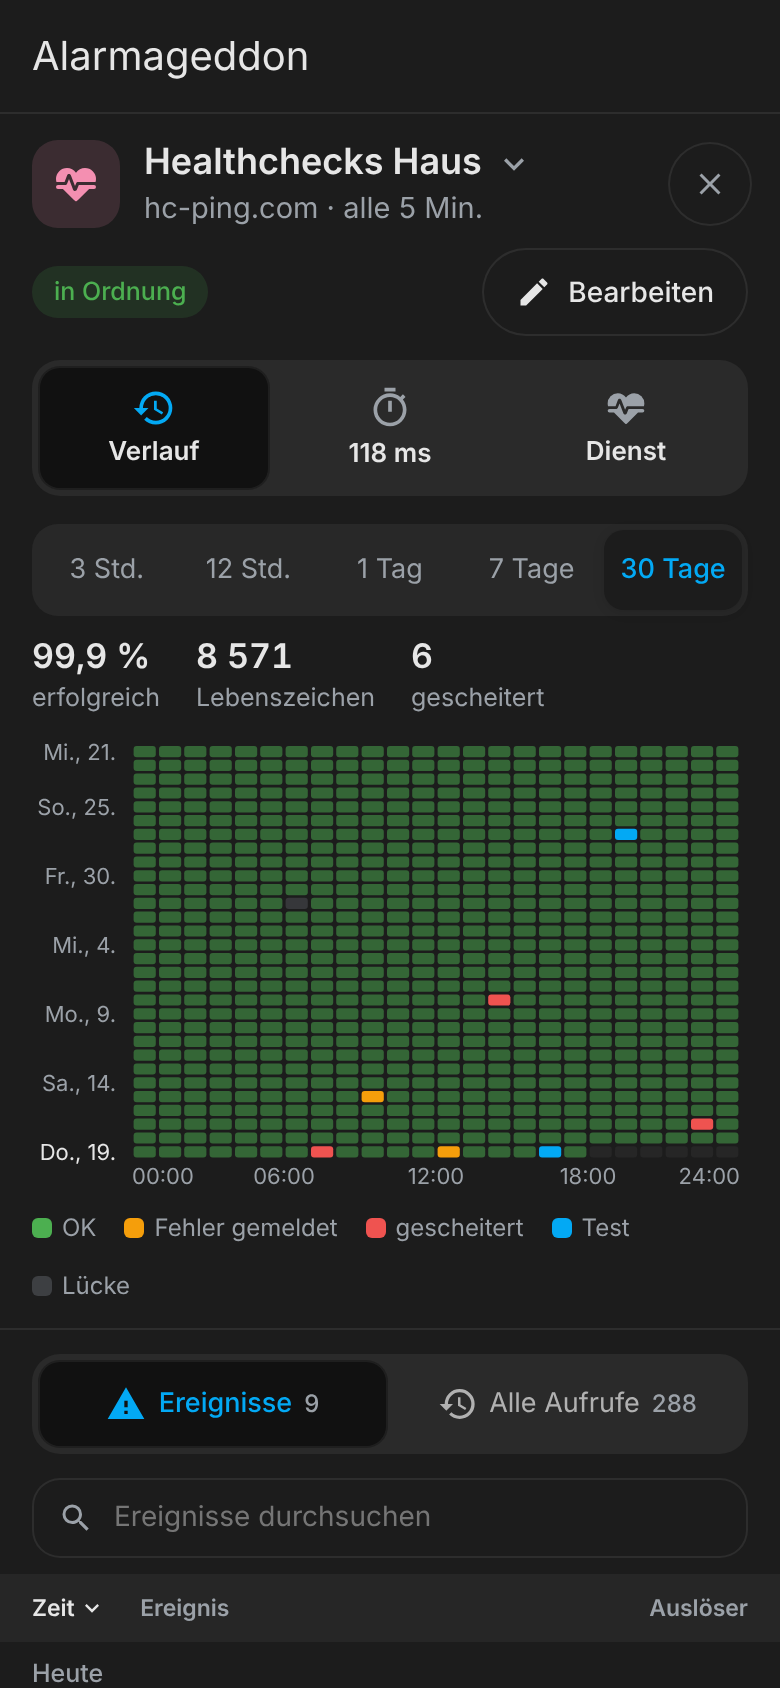 Alarmageddon
Healthchecks Haus
hc-ping.com · alle 5 Min.
in Ordnung
Bearbeiten
Verlauf
118 ms
Dienst
3 Std.
12 Std.
1 Tag
7 Tage
30 Tage
99,9 %
8 571
6
erfolgreich
Lebenszeichen
gescheitert
Mi., 21.
So., 25.
Fr., 30.
Mi., 4.
Mo., 9.
Sa., 14.
Do., 19.
00:00
06:00
12:00
18:00
24:00
OK
Fehler gemeldet
gescheitert
Test
Lücke
Ereignisse 9
Alle Aufrufe 288
Ereignisse durchsuchen
Zeit
Ereignis
Auslöser
Heute